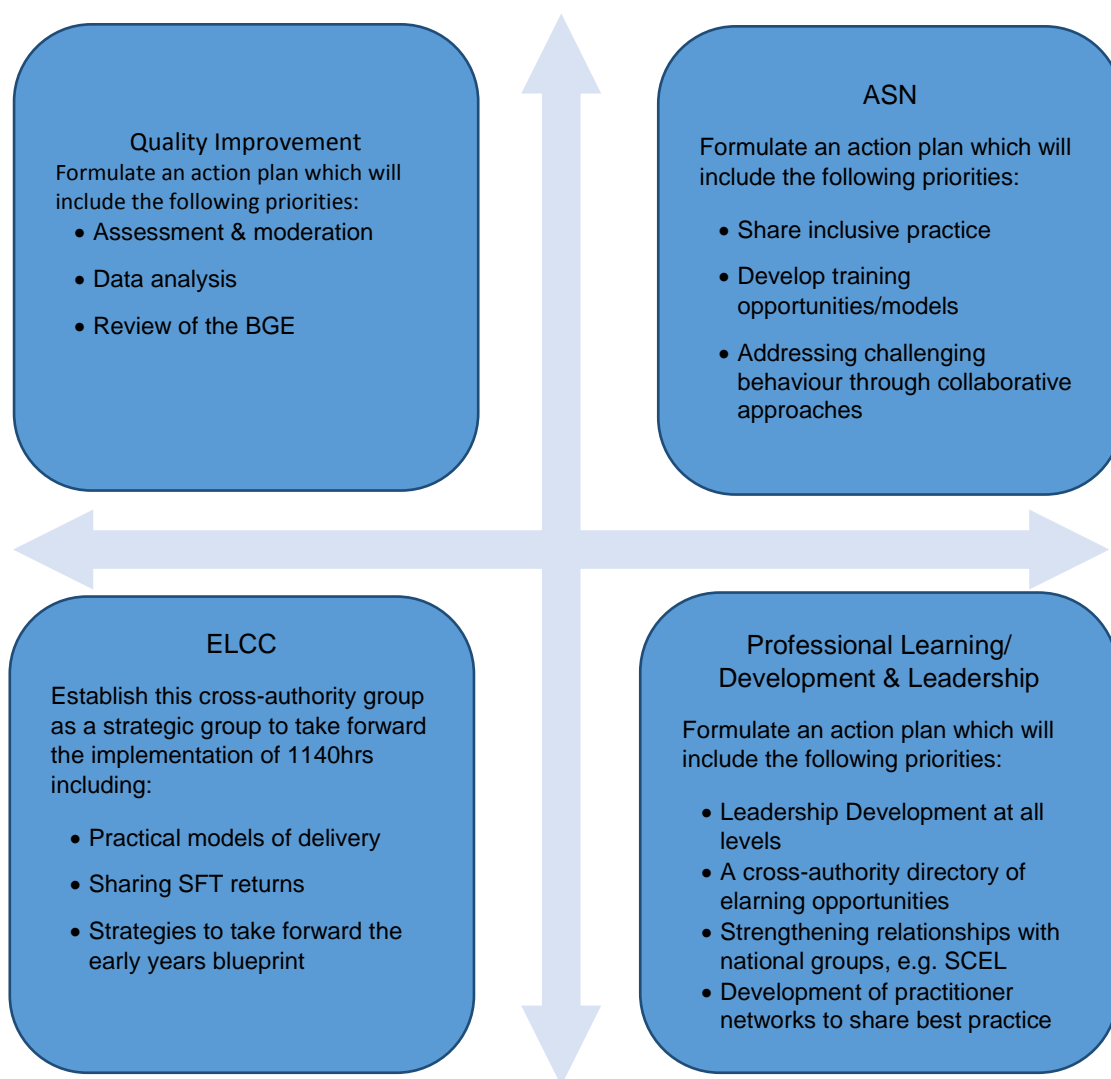 Quality Improvement
Formulate an action plan which will
include the following priorities:
• Assessment & moderation
• Data analysis
• Review of the BGE
ASN
Formulate an action plan which will
include the following priorities:
• Share inclusive practice
• Develop training
opportunities/models
• Addressing challenging
behaviour through collaborative
approaches
ELCC
Establish this cross-authority group
as a strategic group to take forward
the implementation of 1140hrs
including:
• Practical models of delivery
• Sharing SFT returns
• Strategies to take forward the
early years blueprint
Professional Learning/
Development & Leadership
Formulate an action plan which will
include the following priorities:
• Leadership Development at all
levels
• A cross-authority directory of
elarning opportunities
• Strengthening relationships with
national groups, e.g. SCEL
• Development of practitioner
networks to share best practice